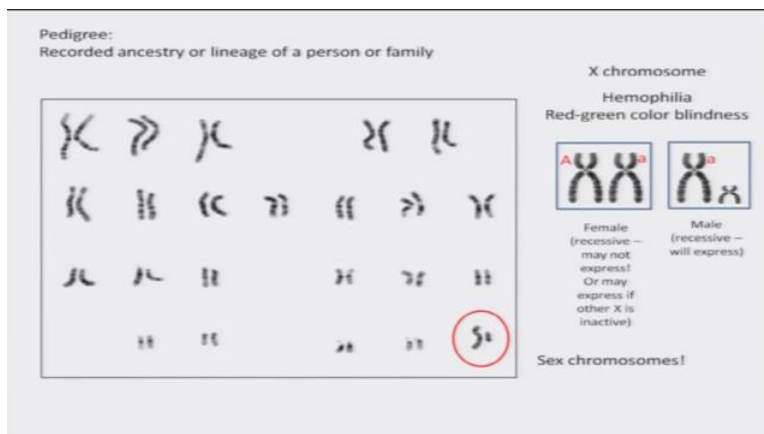 Pedigree:
Recorded ancestry or lineage of a person or family
X chromosome
Hemophilia
Red-green color blindness
A
a
a
Female
(recessive –
may not
express!
Or may
express if
other X is
inactive)
Male
(recessive –
will express)
Sex chromosomes!